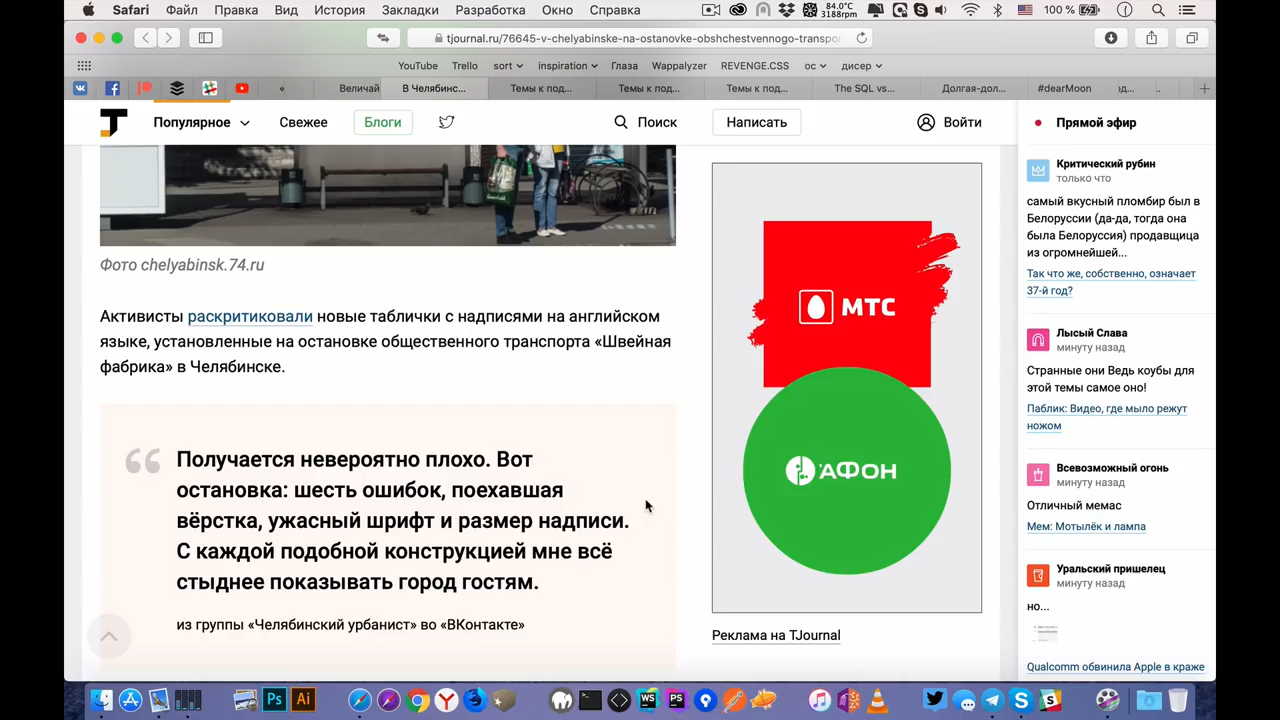 Safari Файл Правка Вид История Закладки Разработка Окно Справка 84.0°C 3188rpm 100 %
tjournal.ru/76645-v-chelyabinske-na-ostanovke-obshchestvennogo-transpo
YouTube Trello sort inspiration Глаза Wappalyzer REVENGE.CSS ос дисер
« Величай В Челябинс... Темы к под... Темы к под... Темы к под... The SQL vs... Долгая-дол... #dearMoon
Популярное Свежее Блоги Поиск Написать Войти
Фото chelyabinsk.74.ru
Активисты раскритиковали новые таблички с надписями на английском
языке, установленные на остановке общественного транспорта «Швейная
фабрика» в Челябинске.
Получается невероятно плохо. Вот
остановка: шесть ошибок, поехавшая
вёрстка, ужасный шрифт и размер надписи.
С каждой подобной конструкцией мне всё
стыднее показывать город гостям.
из группы «Челябинский урбанист» во «ВКонтакте»
МТС
АФОН
Реклама на TJournal
Прямой эфир
Критический рубин
только что
самый вкусный пломбир был в
Белоруссии (да-да, тогда она
была Белоруссия) продавщица
из огромнейшей...
Так что же, собственно, означает
37-й год?
Лысый Слава
минуту назад
Странные они Ведь коубы для
этой темы самое оно!
Паблик: Видео, где мыло режут
ножом
Всевозможный огонь
минуту назад
Отличный мемас
Мем: Мотылёк и лампа
Уральский пришелец
минуту назад
но...
Qualcomm обвинила Apple в краже
Ps Ai WS PS